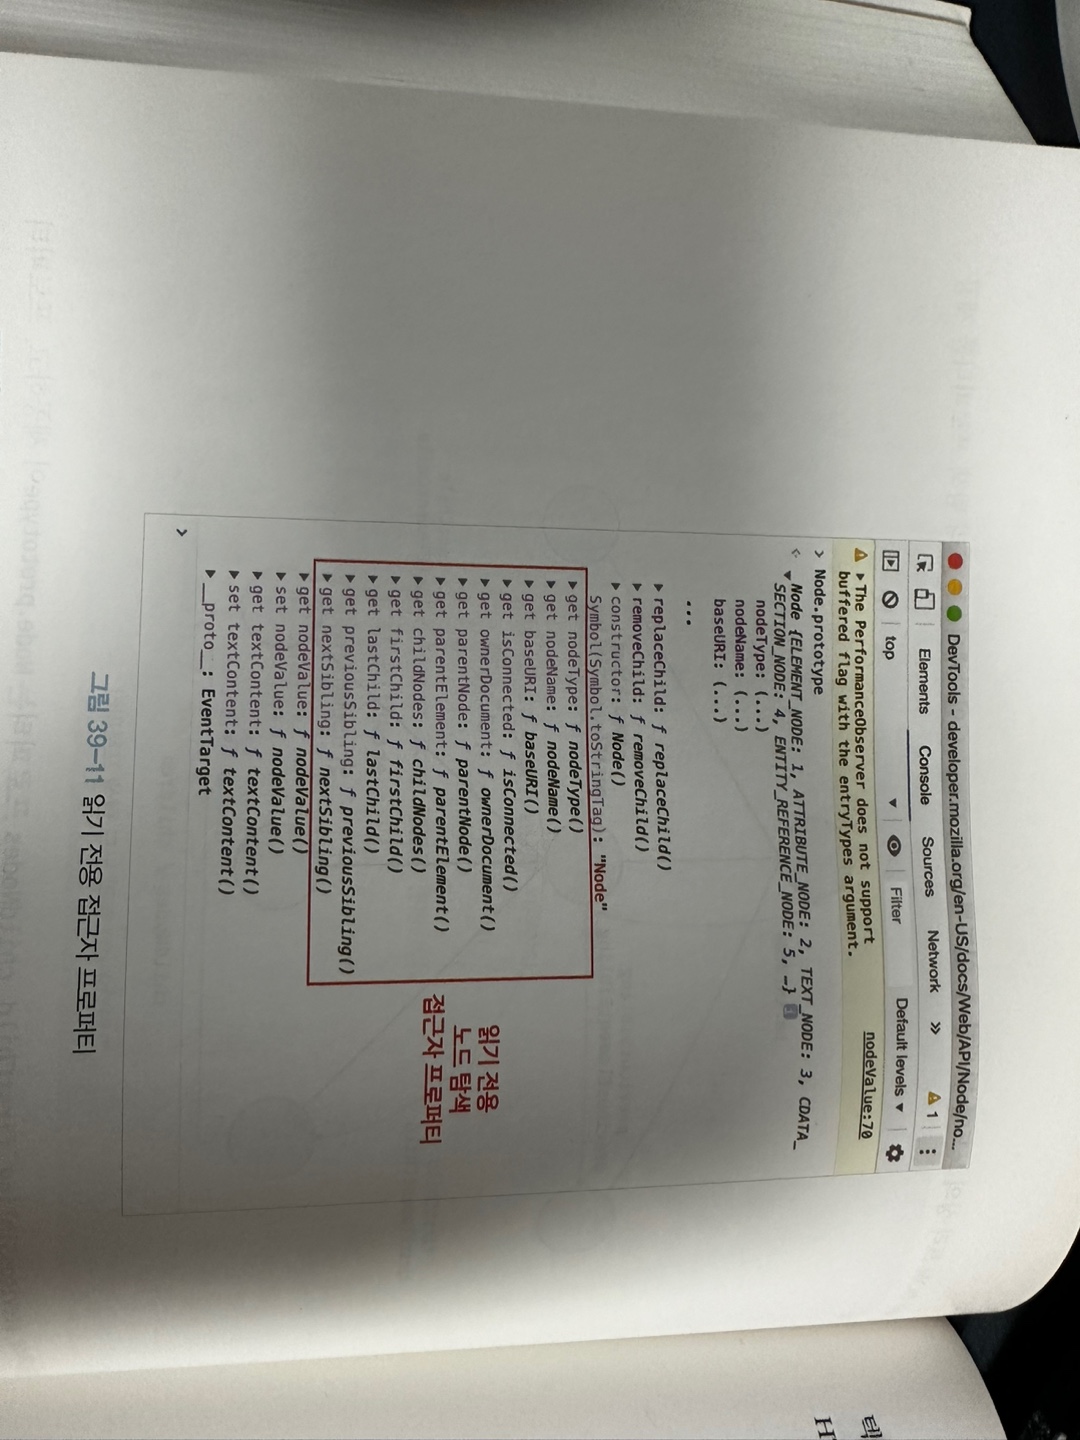 DevTools - developer.mozilla.org/en-US/docs/Web/API/Node/no...
Elements Console Sources Network » 1
top Filter Default levels ▼
▶The PerformanceObserver does not support nodeValue:70
buffered flag with the entryTypes argument.
> Node.prototype
Node {ELEMENT_NODE: 1, ATTRIBUTE_NODE: 2, TEXT_NODE: 3, CDATA_
SECTION_NODE: 4, ENTITY_REFERENCE_NODE: 5, …}
nodeType: (...)
nodeName: (...)
baseURI: (...)
...
▶ replaceChild: ƒ replaceChild()
▶ removeChild: ƒ removeChild()
▶ constructor: ƒ Node()
Symbol(Symbol.toStringTag): "Node"
▶ get nodeType: ƒ nodeType()
▶ get nodeName: ƒ nodeName()
▶ get baseURI: ƒ baseURI()
▶ get isConnected: ƒ isConnected()
▶ get ownerDocument: ƒ ownerDocument()
▶ get parentNode: ƒ parentNode()
▶ get parentElement: ƒ parentElement()
▶ get childNodes: ƒ childNodes()
▶ get firstChild: ƒ firstChild()
▶ get lastChild: ƒ lastChild()
▶ get previousSibling: ƒ previousSibling()
▶ get nextSibling: ƒ nextSibling()
읽기 전용
노드 탐색
접근자 프로퍼티
▶ get nodeValue: ƒ nodeValue()
▶ set nodeValue: ƒ nodeValue()
▶ get textContent: ƒ textContent()
▶ set textContent: ƒ textContent()
▶ __proto__: EventTarget
>
그림 39-11 읽기 전용 접근자 프로퍼티